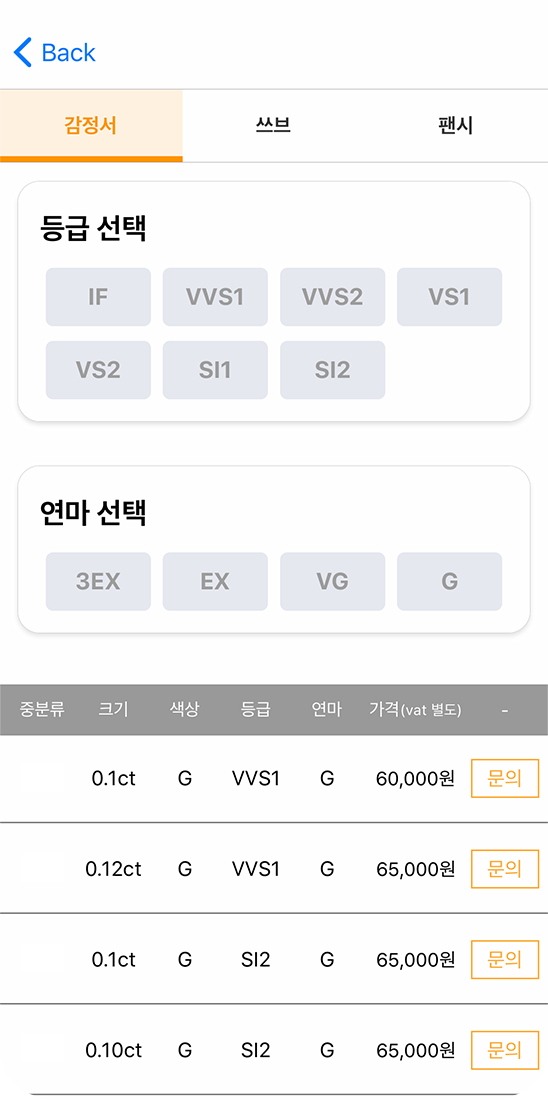 Back
감정서 쓰브 팬시
등급 선택
IF VVS1 VVS2 VS1
VS2 SI1 SI2
연마 선택
3EX EX VG G
중분류 크기 색상 등급 연마 가격(vat 별도) -
0.1ct G VVS1 G 60,000원 문의
0.12ct G VVS1 G 65,000원 문의
0.1ct G SI2 G 65,000원 문의
0.10ct G SI2 G 65,000원 문의